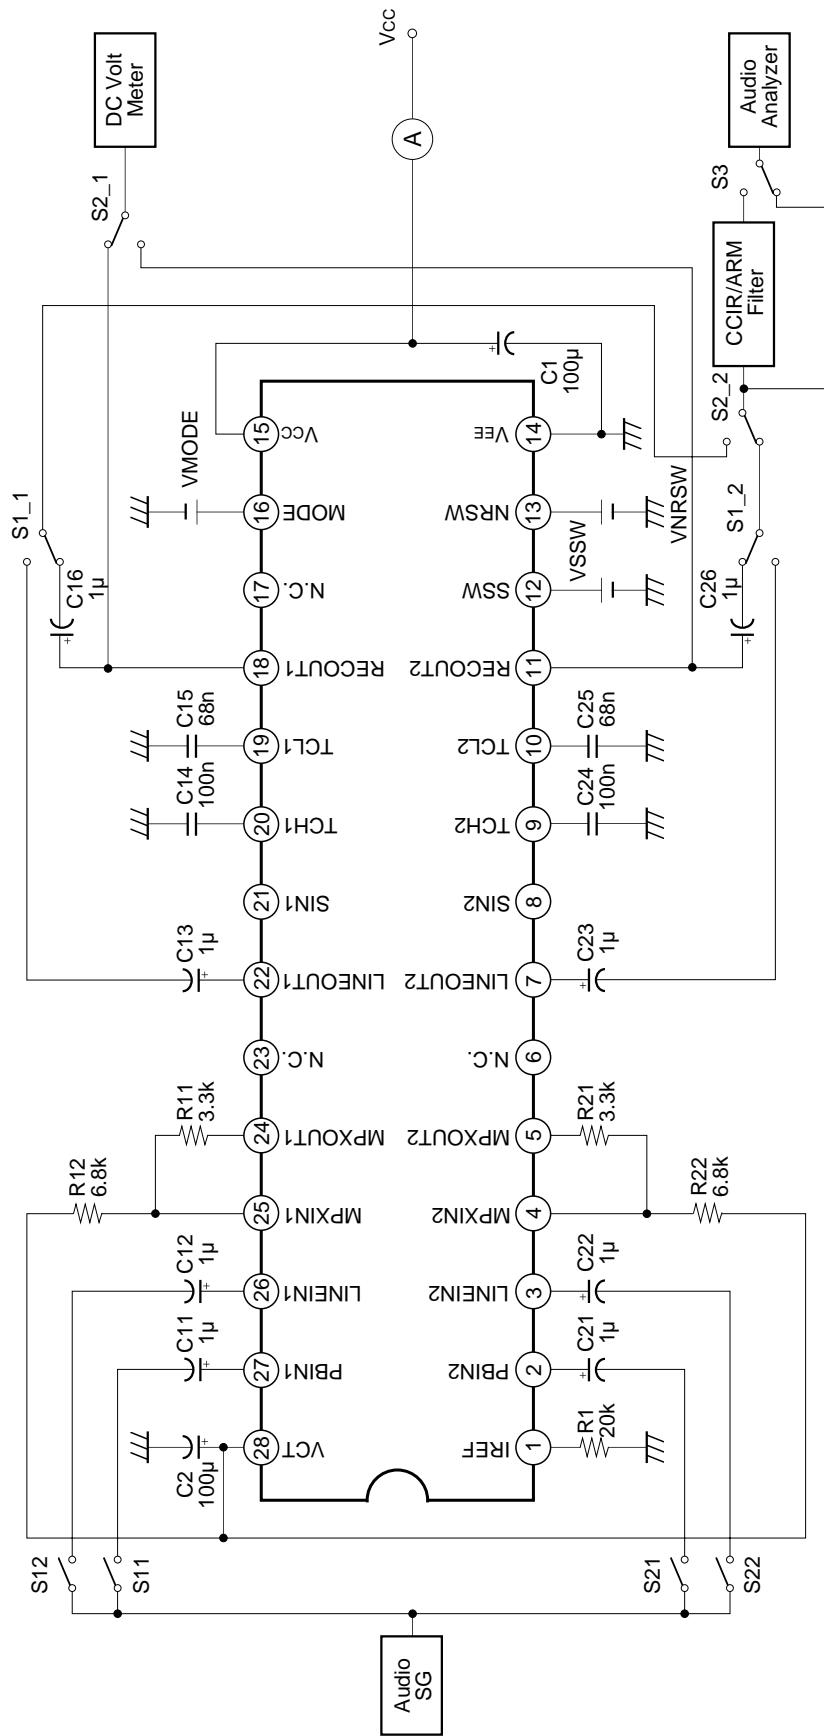 DC Volt
Meter
Vcc
Audio
Analyzer
S2_1
S3
A
CCIR/ARM
Filter
C1
100µ
S2_2
15
Vcc
VEE
14
VMODE
16
MODE
NRSW
13
VNRSW
S1_1
S1_2
17
N.C.
SSW
12
VSSW
C16
1µ
C26
1µ
18
RECOUT1
RECOUT2
11
C15
68n
19
TCL1
TCL2
10
C25
68n
C14
100n
20
TCH1
TCH2
9
C24
100n
21
SIN1
SIN2
8
C13
1µ
22
LINEOUT1
LINEOUT2
7
C23
1µ
23
N.C.
N.C.
6
R11
3.3k
24
MPXOUT1
MPXOUT2
5
R21
3.3k
R12
6.8k
25
MPXIN1
MPXIN2
4
R22
6.8k
C12
1µ
26
LINEIN1
LINEIN2
3
C22
1µ
C11
1µ
27
PBIN1
PBIN2
2
C21
1µ
C2
100µ
28
VCT
IREF
1
R1
20k
S12
S11
S21
S22
Audio
SG